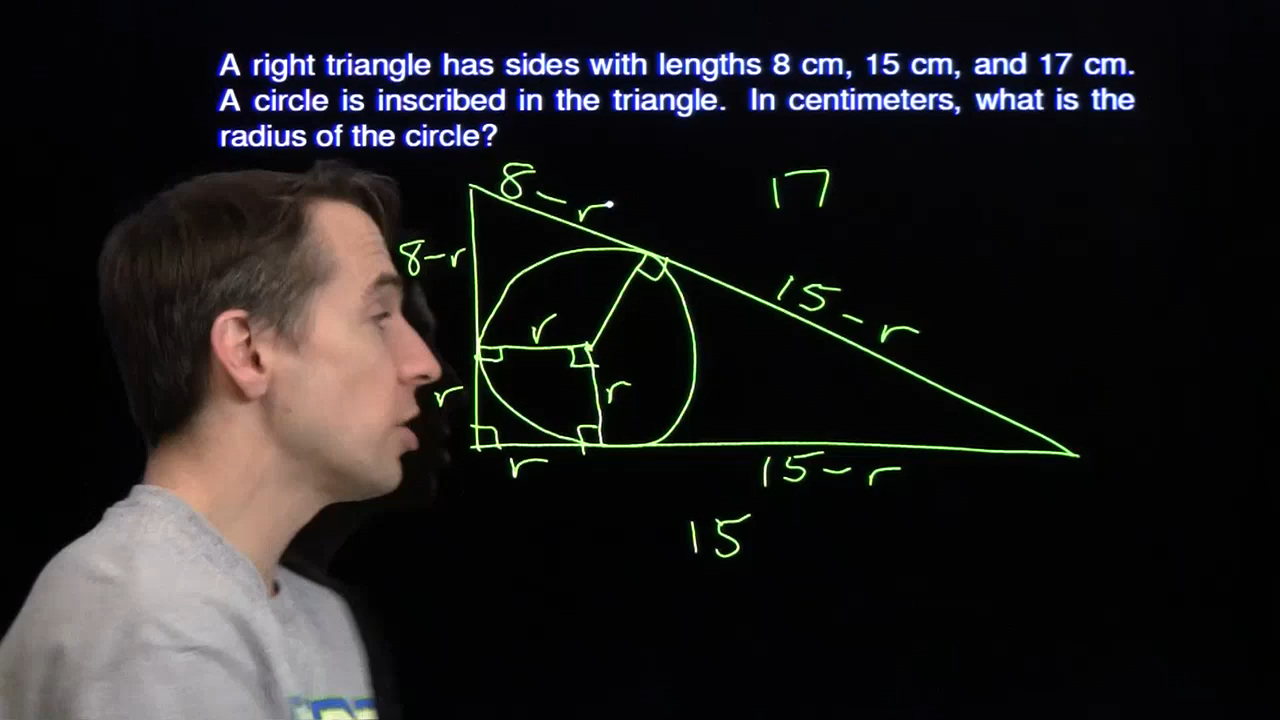 A right triangle has sides with lengths 8 cm, 15 cm, and 17 cm.
A circle is inscribed in the triangle. In centimeters, what is the
radius of the circle?
8 - r
17
8 - r
15 - r
r
r
r
r
15 - r
15